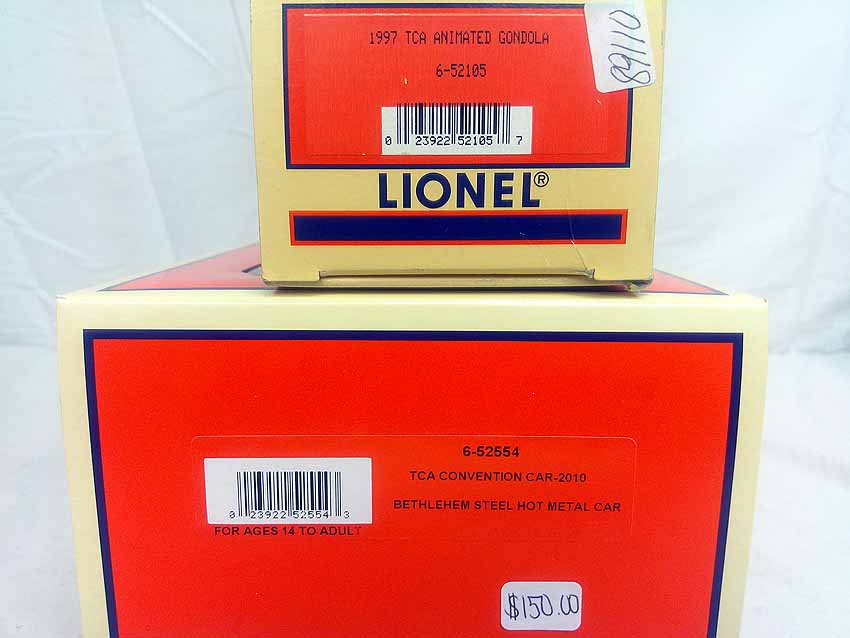 1997 TCA ANIMATED GONDOLA
6-52105
89110
0 23922 52105 7
LIONEL®
6-52554
TCA CONVENTION CAR-2010
BETHLEHEM STEEL HOT METAL CAR
0 23922 52554 3
FOR AGES 14 TO ADULT
$150.00